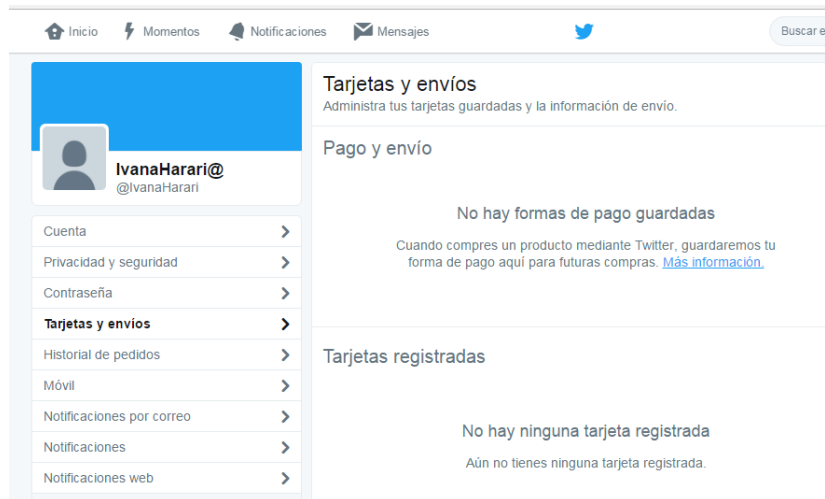 Inicio Momentos Notificaciones Mensajes Buscar e
Tarjetas y envíos
Administra tus tarjetas guardadas y la información de envío.
Pago y envío
IvanaHarari@
@IvanaHarari
No hay formas de pago guardadas
Cuando compres un producto mediante Twitter, guardaremos tu
forma de pago aquí para futuras compras. Más información.
Cuenta
Privacidad y seguridad
Contraseña
Tarjetas y envíos
Historial de pedidos
Móvil
Notificaciones por correo
Notificaciones
Notificaciones web
Tarjetas registradas
No hay ninguna tarjeta registrada
Aún no tienes ninguna tarjeta registrada.